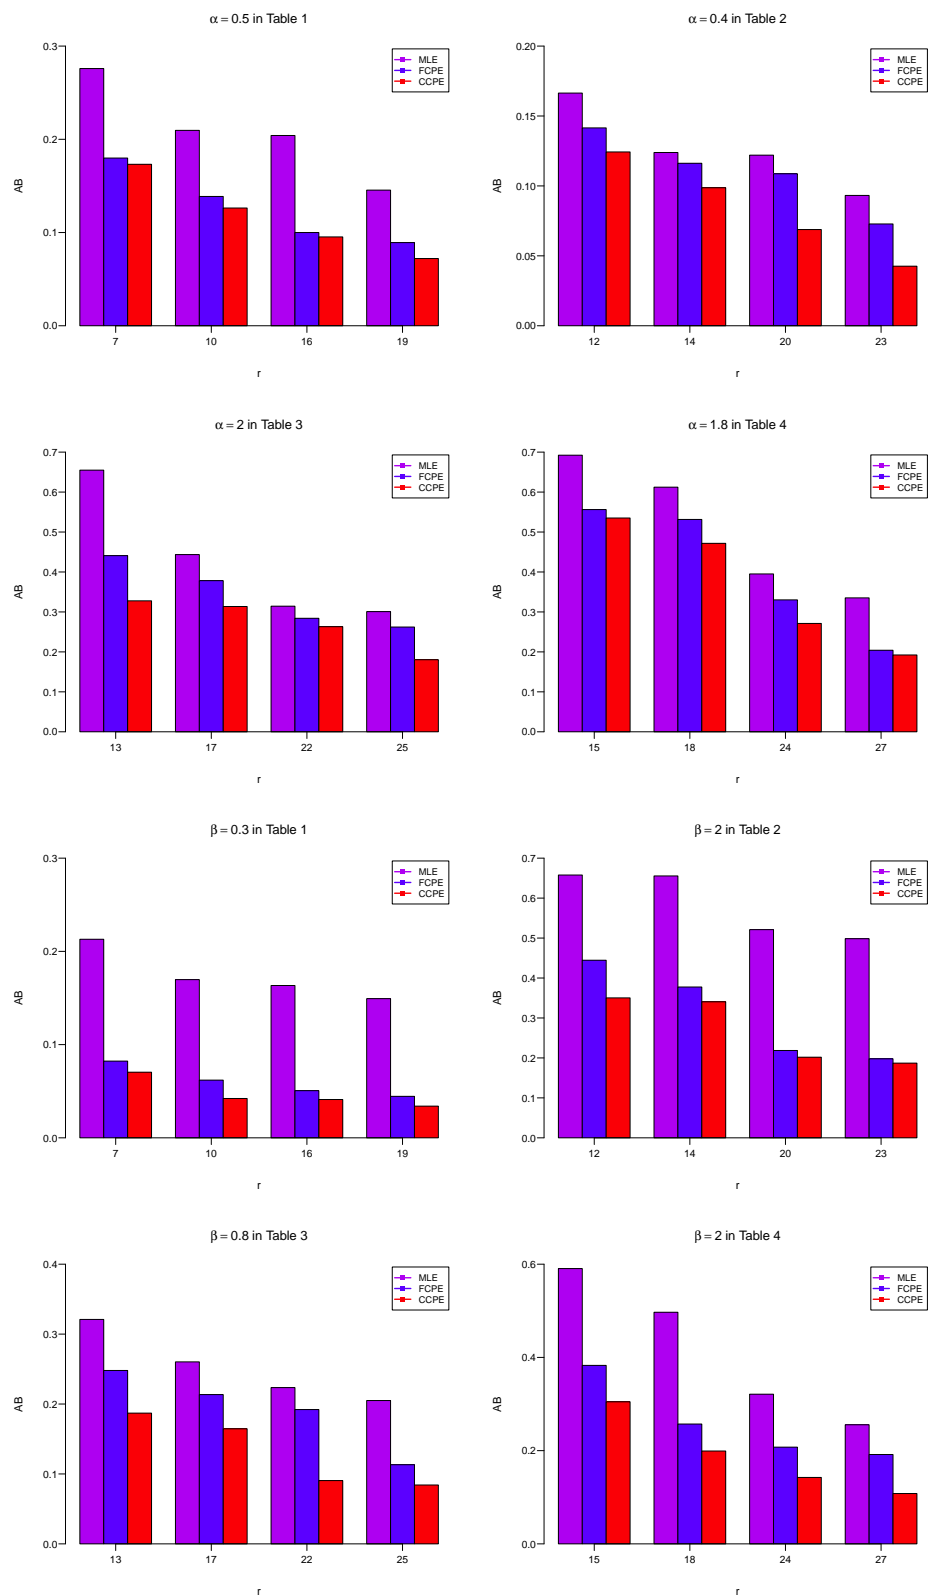 α = 0.5 in Table 1
0.3
0.2
0.1
0.0
AB
MLE
FCPE
CCPE
7 10 16 19
r
α = 0.4 in Table 2
0.20
0.15
0.10
0.05
0.00
AB
MLE
FCPE
CCPE
12 14 20 23
r
α = 2 in Table 3
0.7
0.6
0.5
0.4
0.3
0.2
0.1
0.0
AB
MLE
FCPE
CCPE
13 17 22 25
r
α = 1.8 in Table 4
0.7
0.6
0.5
0.4
0.3
0.2
0.1
0.0
AB
MLE
FCPE
CCPE
15 18 24 27
r
β = 0.3 in Table 1
0.3
0.2
0.1
0.0
AB
MLE
FCPE
CCPE
7 10 16 19
r
β = 2 in Table 2
0.7
0.6
0.5
0.4
0.3
0.2
0.1
0.0
AB
MLE
FCPE
CCPE
12 14 20 23
r
β = 0.8 in Table 3
0.4
0.3
0.2
0.1
0.0
AB
MLE
FCPE
CCPE
13 17 22 25
r
β = 2 in Table 4
0.6
0.4
0.2
0.0
AB
MLE
FCPE
CCPE
15 18 24 27
r